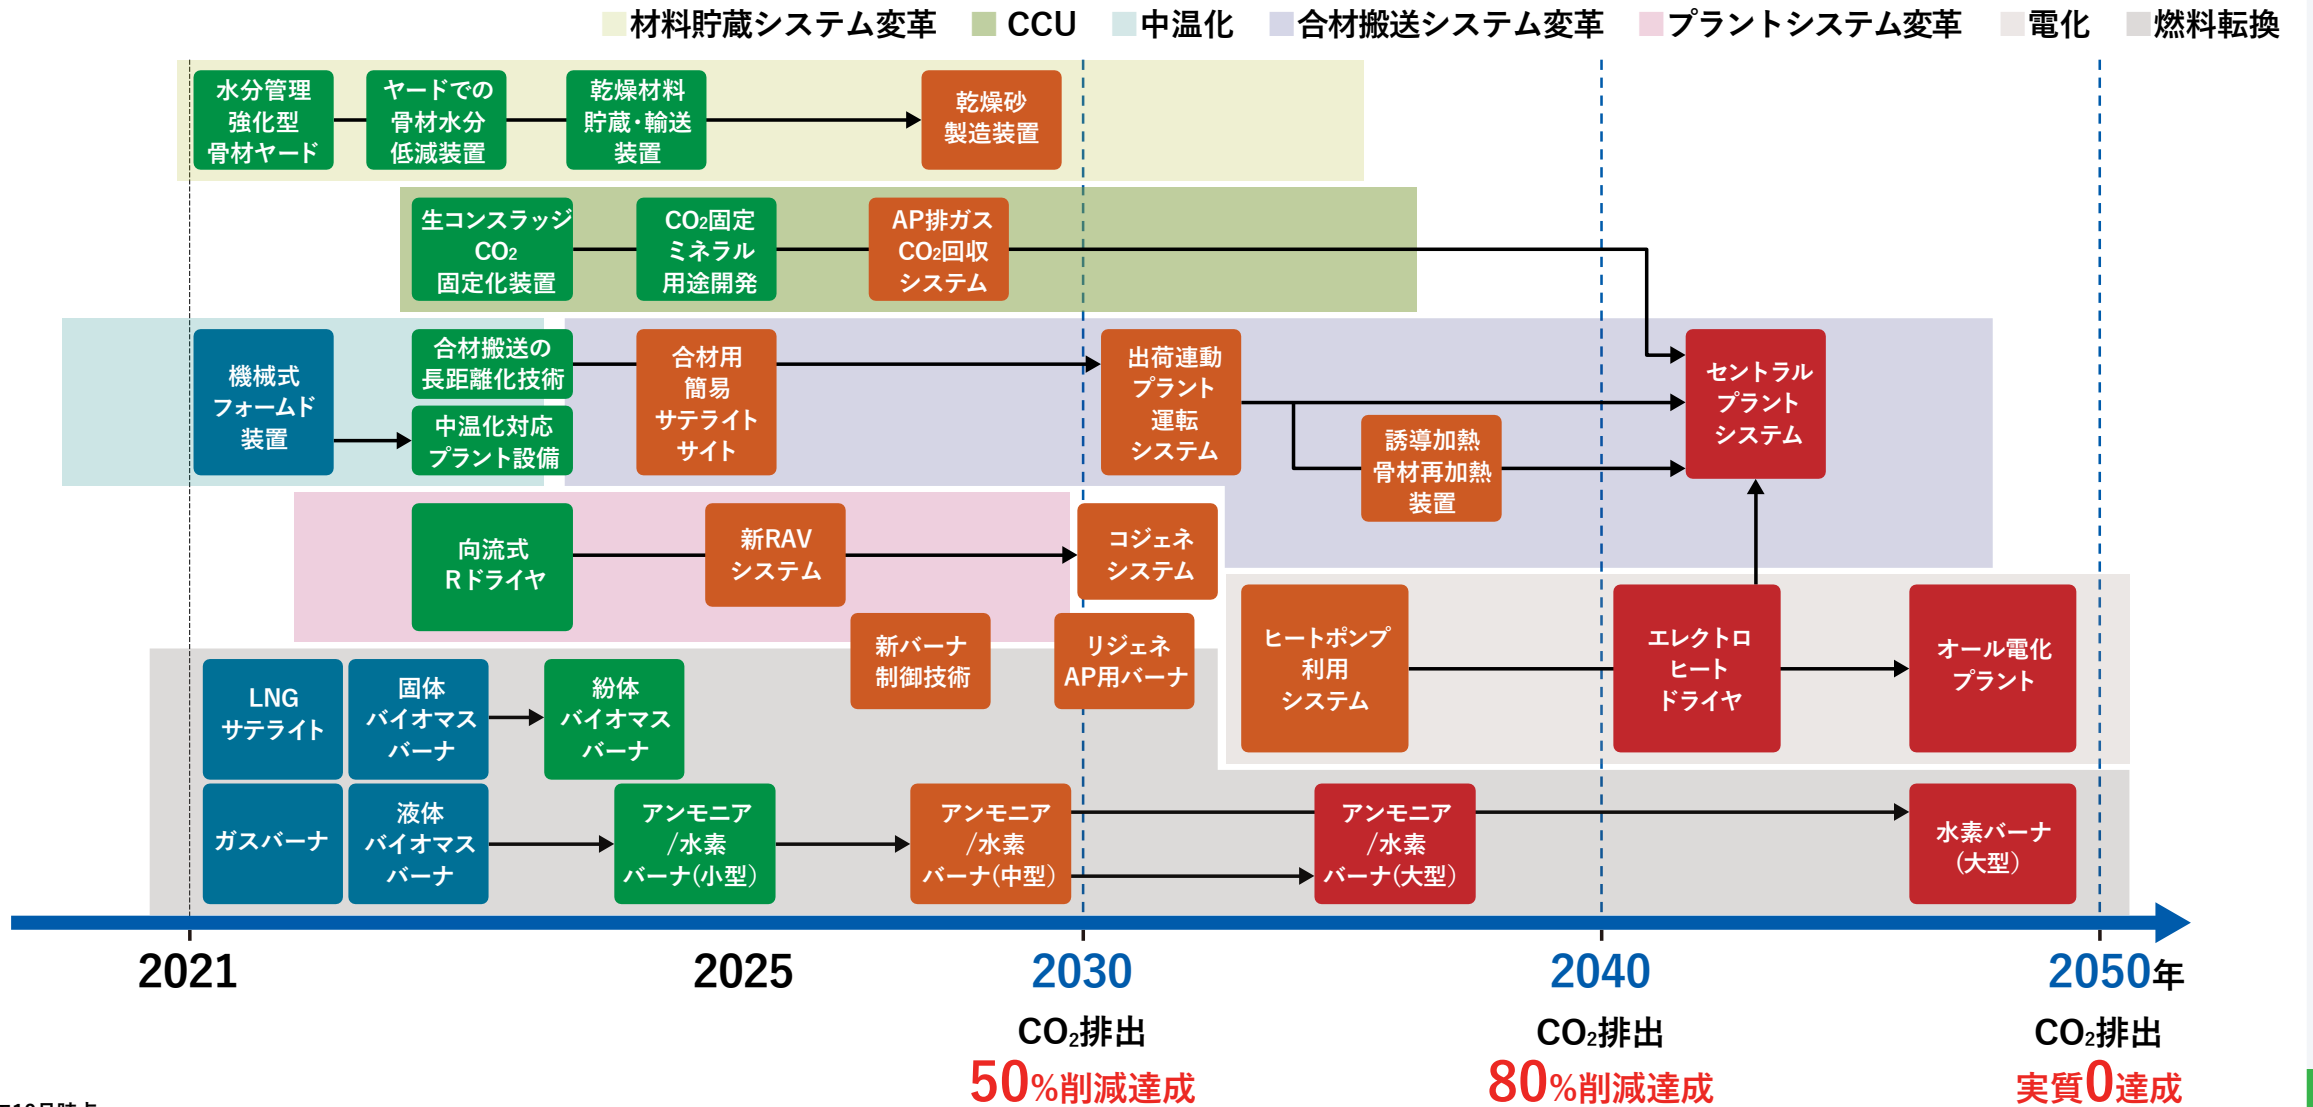 材料貯蔵システム変革 CCU 中温化 合材搬送システム変革 プラントシステム変革 電化 燃料転換
水分管理
強化型
骨材ヤード
ヤードでの
骨材水分
低減装置
乾燥材料
貯蔵・輸送
装置
乾燥砂
製造装置
生コンスラッジ
CO₂
固定化装置
CO₂固定
ミネラル
用途開発
AP排ガス
CO₂回収
システム
機械式
フォームド
装置
合材搬送の
長距離化技術
中温化対応
プラント設備
合材用
簡易
サテライト
サイト
出荷連動
プラント
運転
システム
誘導加熱
骨材再加熱
装置
セントラル
プラント
システム
向流式
Rドライヤ
新RAV
システム
コジェネ
システム
新バーナ
制御技術
リジェネ
AP用バーナ
ヒートポンプ
利用
システム
エレクトロ
ヒート
ドライヤ
オール電化
プラント
LNG
サテライト
固体
バイオマス
バーナ
紛体
バイオマス
バーナ
ガスバーナ
液体
バイオマス
バーナ
アンモニア
/水素
バーナ(小型)
アンモニア
/水素
バーナ(中型)
アンモニア
/水素
バーナ(大型)
水素バーナ
(大型)
2021 2025 2030 2040 2050年
CO₂排出
50%削減達成
CO₂排出
80%削減達成
CO₂排出
実質0達成